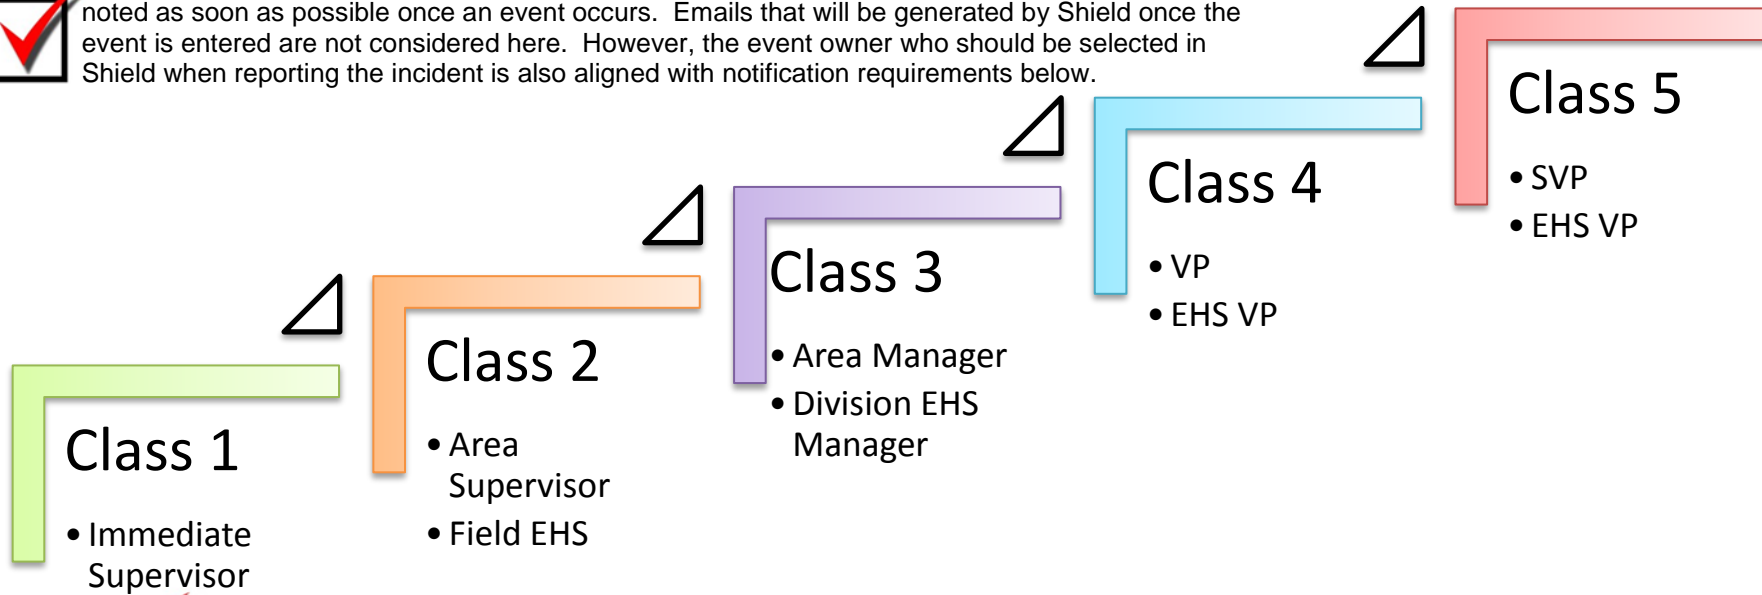 noted as soon as possible once an event occurs.  Emails that will be generated by Shield once the
event is entered are not considered here.  However, the event owner who should be selected in
Shield when reporting the incident is also aligned with notification requirements below.
Class 1
• Immediate
Supervisor
Class 2
• Area
Supervisor
• Field EHS
Class 3
• Area Manager
• Division EHS
Manager
Class 4
• VP
• EHS VP
Class 5
• SVP
• EHS VP